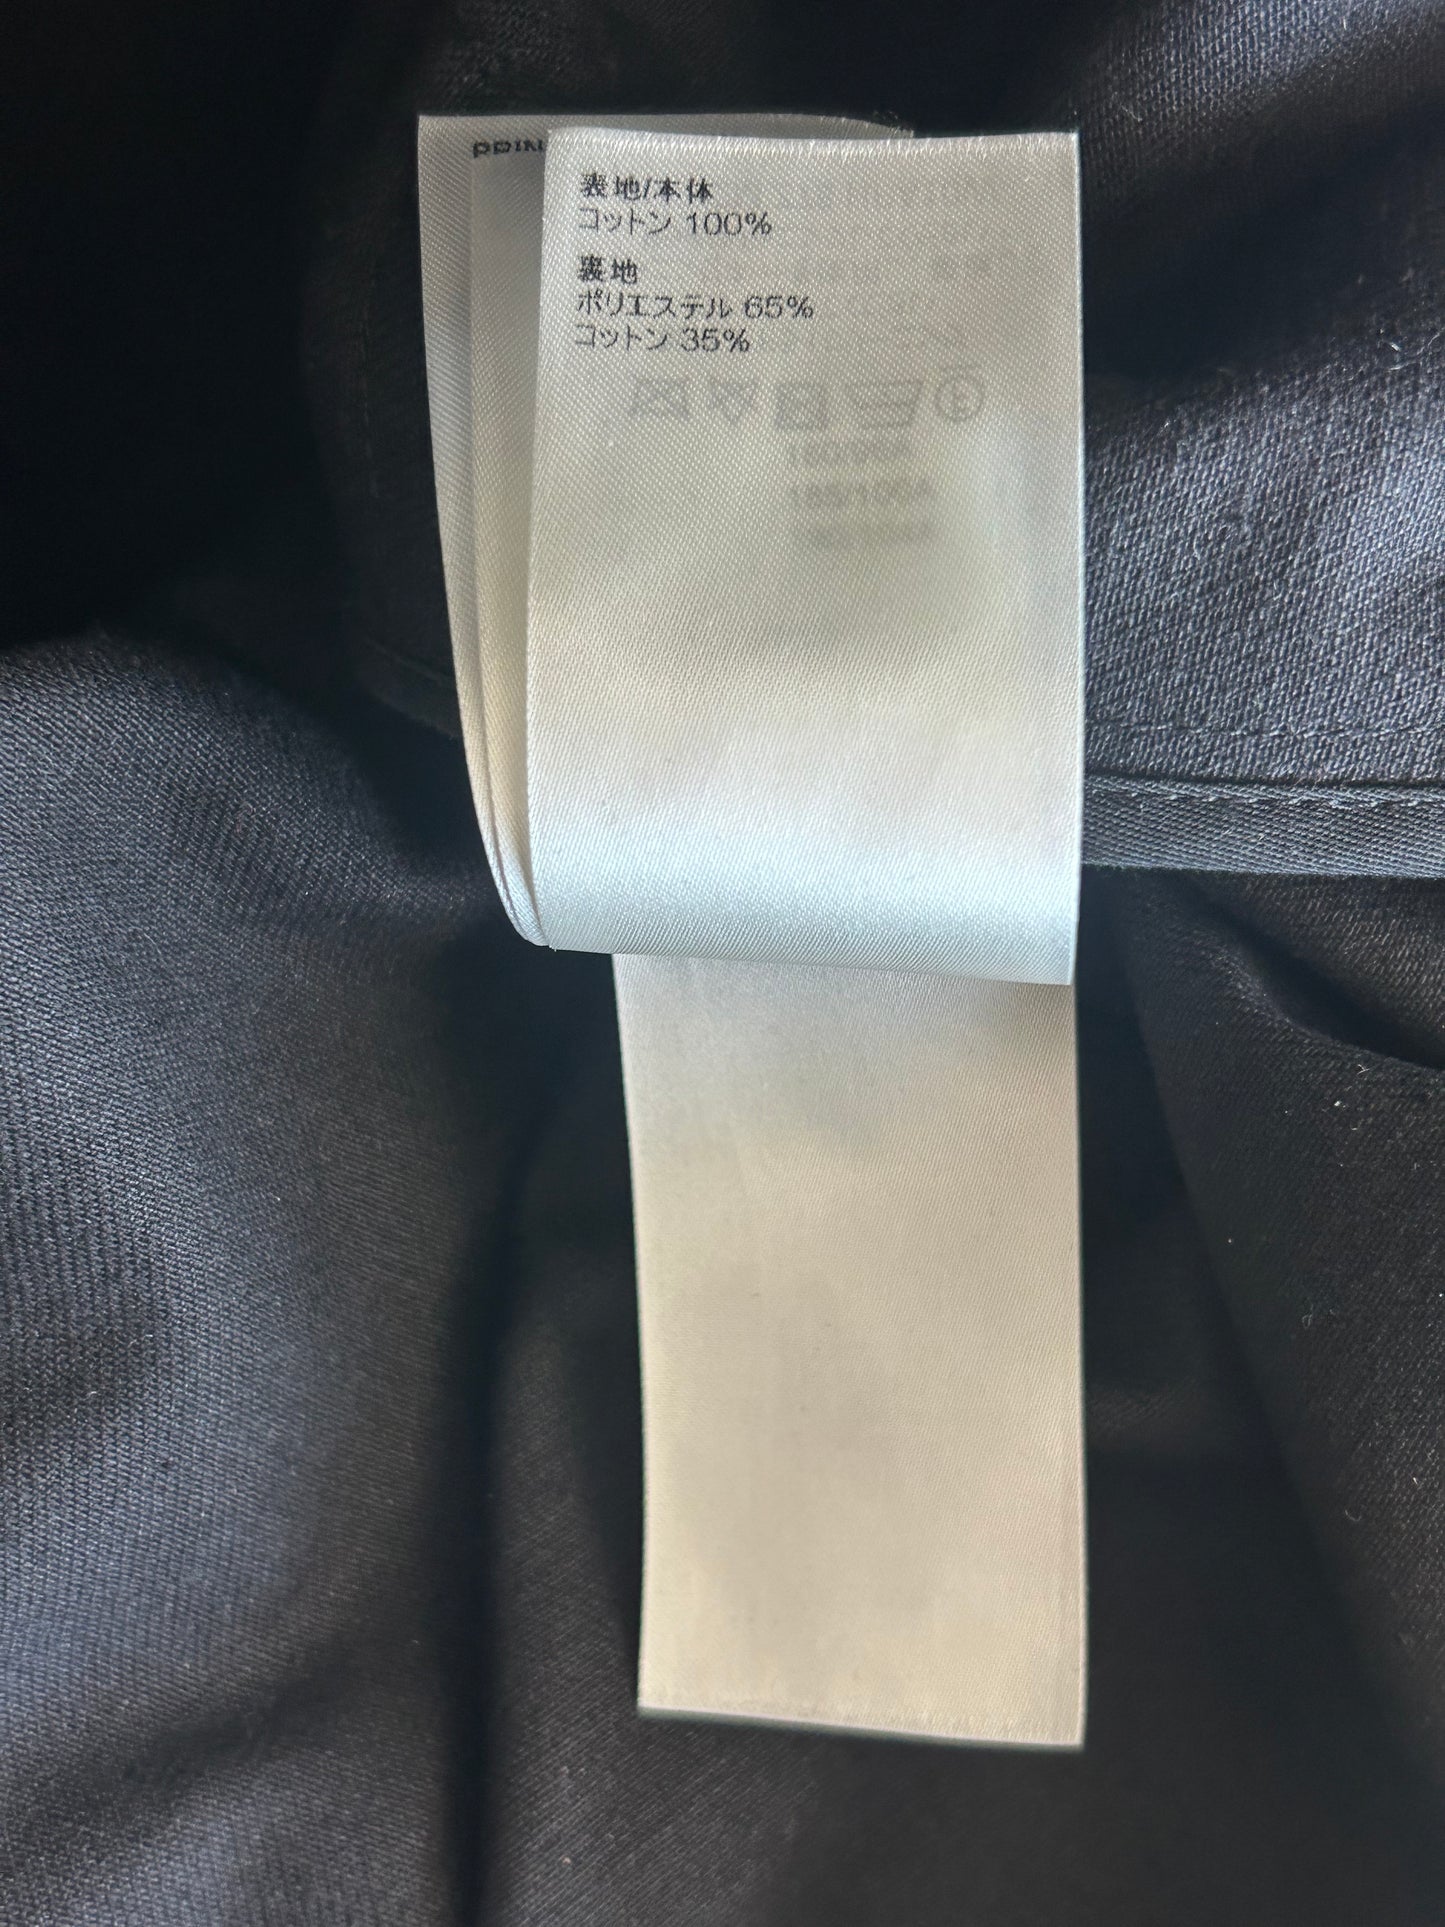 表地/本体
コットン 100%
裏地
ポリエステル 65%
コットン 35%